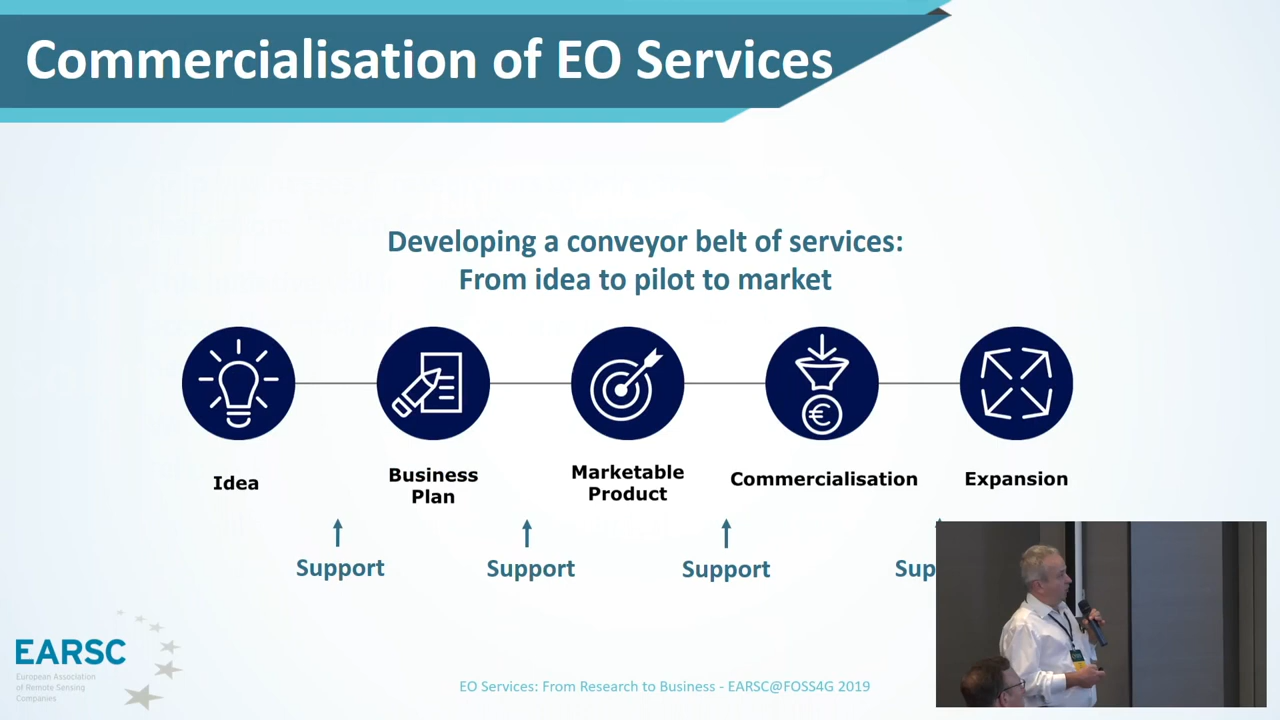 Commercialisation of EO Services
Developing a conveyor belt of services:
From idea to pilot to market
Idea
Business
Plan
Marketable
Product
Commercialisation
Expansion
Support
Support
Support
Sup
EARSC
European Association
of Remote Sensing
Companies
EO Services: From Research to Business - EARSC@FOSS4G 2019